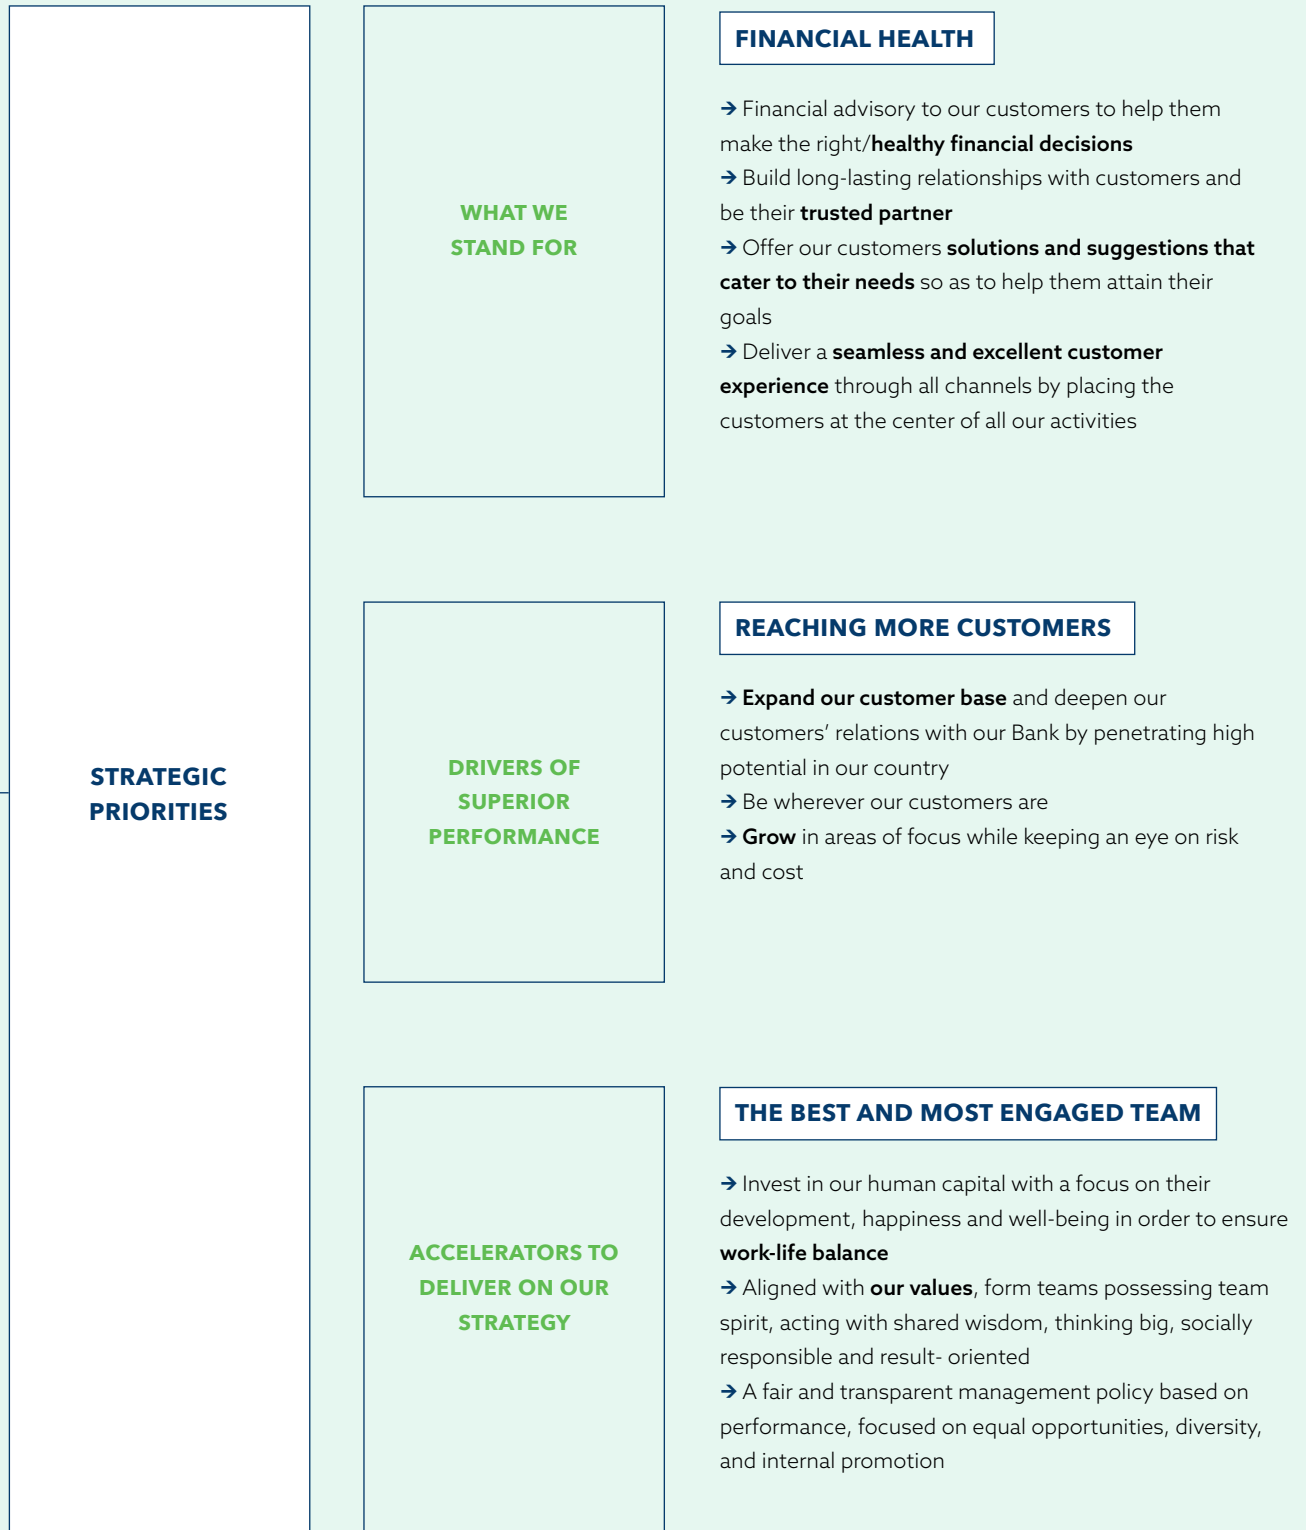 STRATEGIC
PRIORITIES
WHAT WE
STAND FOR
FINANCIAL HEALTH
→ Financial advisory to our customers to help them
make the right/healthy financial decisions
→ Build long-lasting relationships with customers and
be their trusted partner
→ Offer our customers solutions and suggestions that
cater to their needs so as to help them attain their
goals
→ Deliver a seamless and excellent customer
experience through all channels by placing the
customers at the center of all our activities
DRIVERS OF
SUPERIOR
PERFORMANCE
REACHING MORE CUSTOMERS
→ Expand our customer base and deepen our
customers’ relations with our Bank by penetrating high
potential in our country
→ Be wherever our customers are
→ Grow in areas of focus while keeping an eye on risk
and cost
ACCELERATORS TO
DELIVER ON OUR
STRATEGY
THE BEST AND MOST ENGAGED TEAM
→ Invest in our human capital with a focus on their
development, happiness and well-being in order to ensure
work-life balance
→ Aligned with our values, form teams possessing team
spirit, acting with shared wisdom, thinking big, socially
responsible and result- oriented
→ A fair and transparent management policy based on
performance, focused on equal opportunities, diversity,
and internal promotion